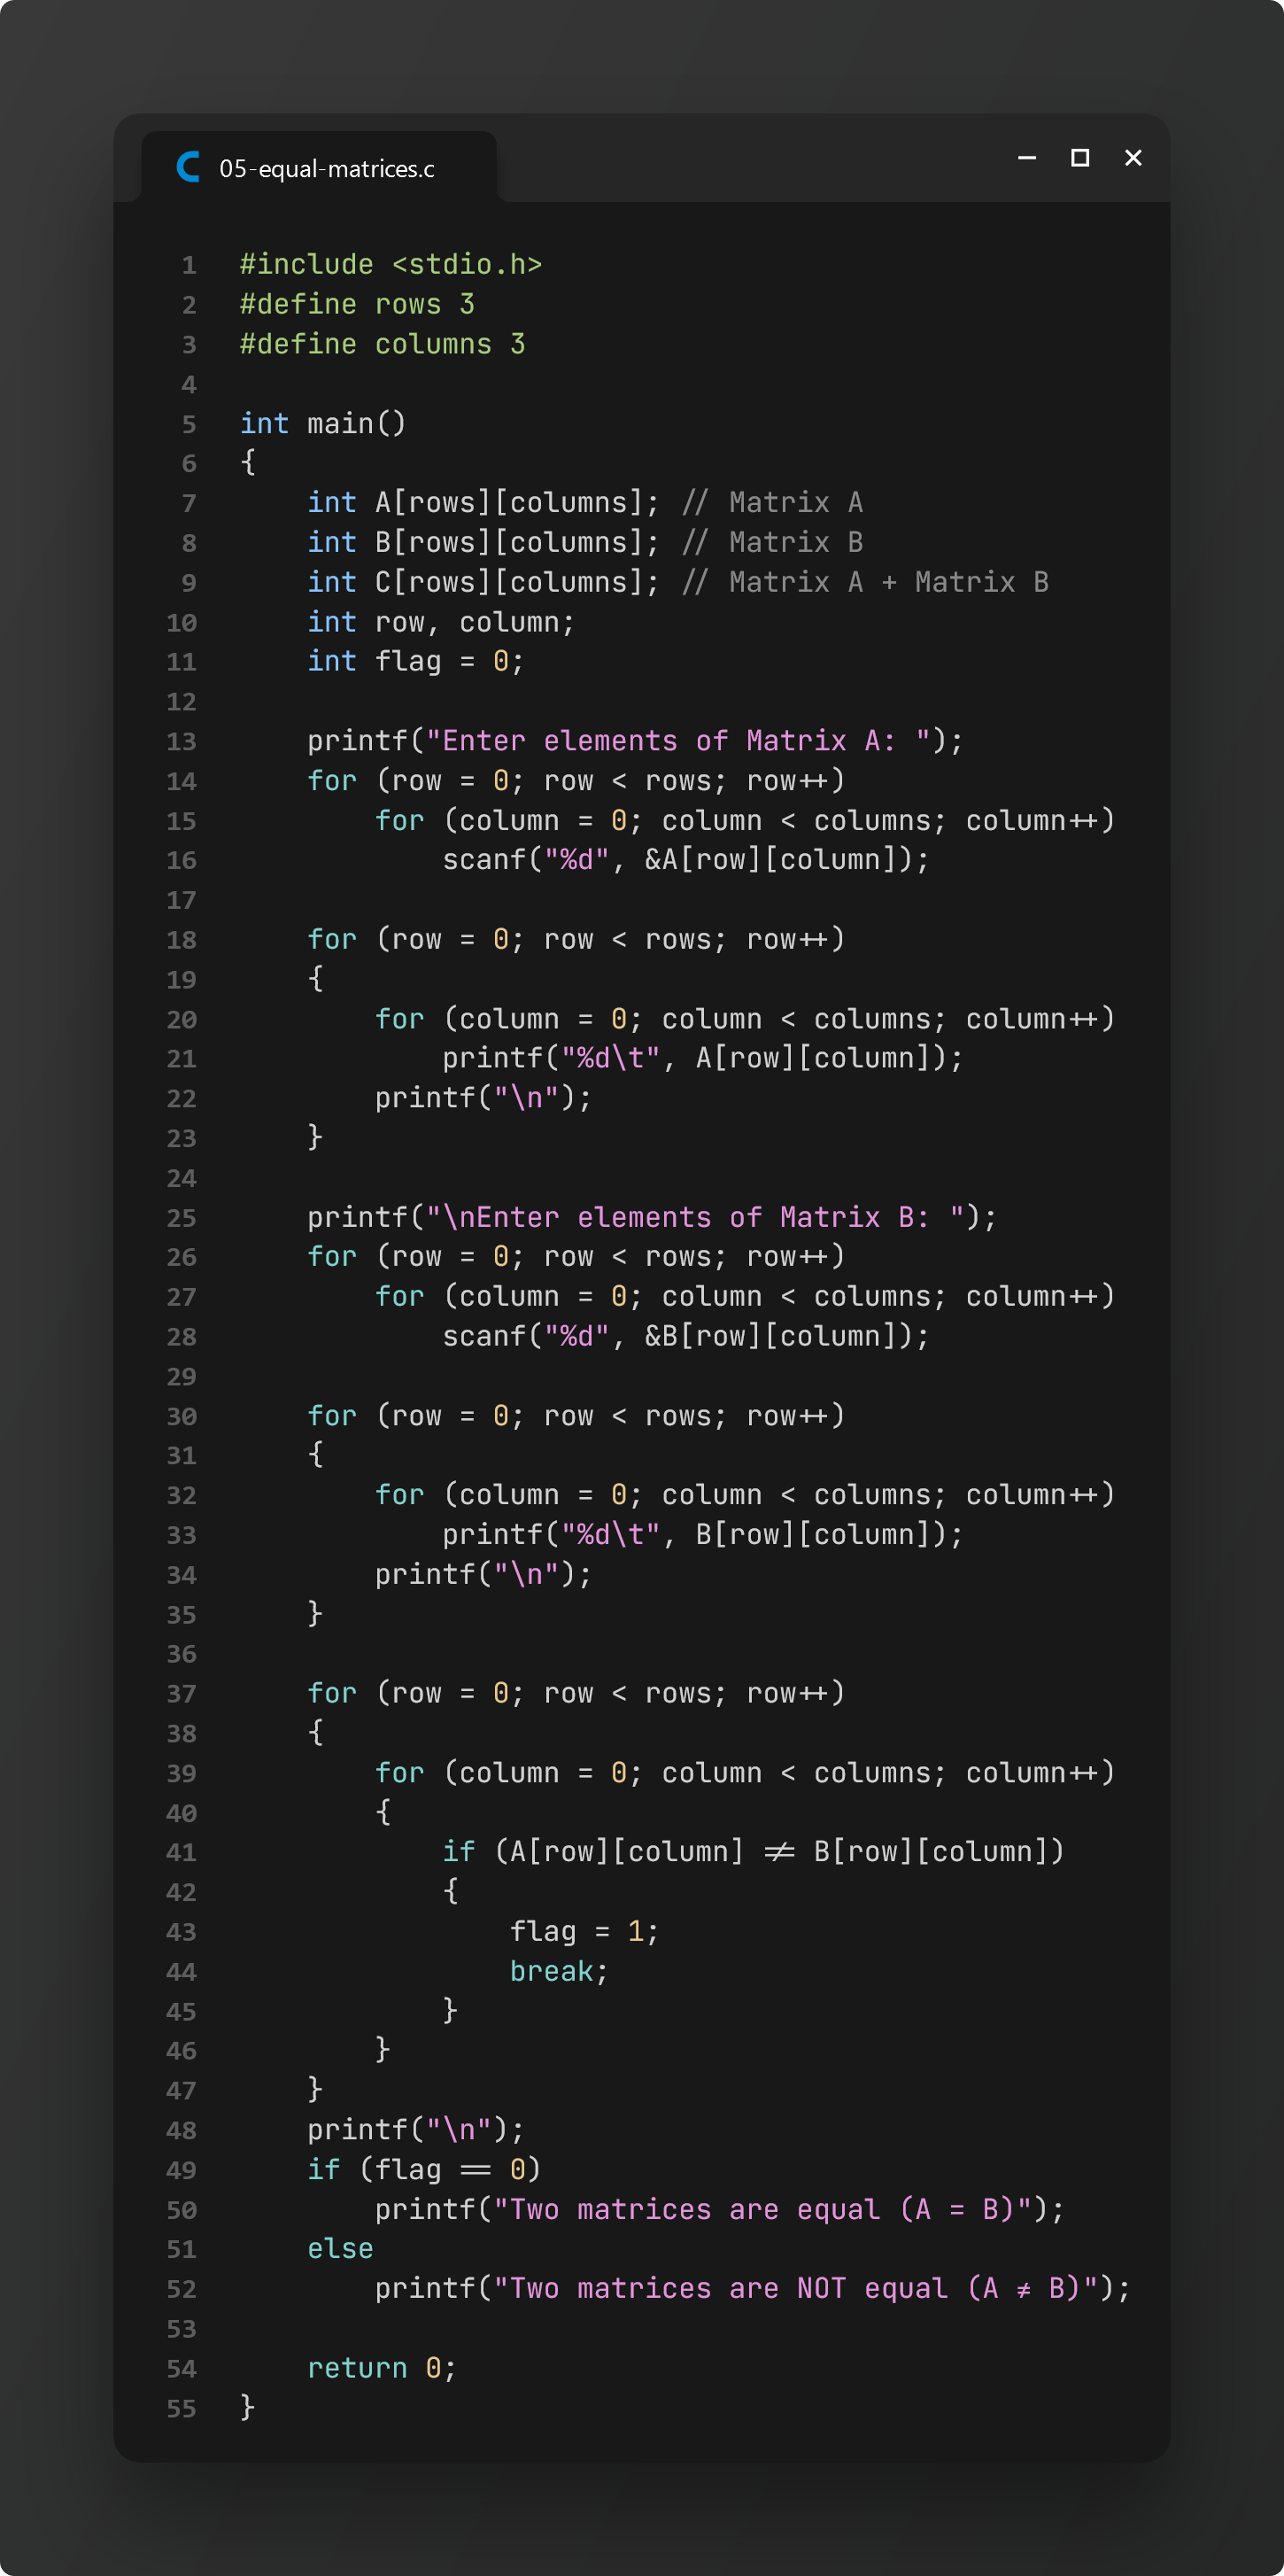 05-equal-matrices.c
1 #include <stdio.h>
2 #define rows 3
3 #define columns 3
4
5 int main()
6 {
7     int A[rows][columns]; // Matrix A
8     int B[rows][columns]; // Matrix B
9     int C[rows][columns]; // Matrix A + Matrix B
10     int row, column;
11     int flag = 0;
12
13     printf("Enter elements of Matrix A: ");
14     for (row = 0; row < rows; row++)
15         for (column = 0; column < columns; column++)
16             scanf("%d", &A[row][column]);
17
18     for (row = 0; row < rows; row++)
19     {
20         for (column = 0; column < columns; column++)
21             printf("%d\t", A[row][column]);
22         printf("\n");
23     }
24
25     printf("\nEnter elements of Matrix B: ");
26     for (row = 0; row < rows; row++)
27         for (column = 0; column < columns; column++)
28             scanf("%d", &B[row][column]);
29
30     for (row = 0; row < rows; row++)
31     {
32         for (column = 0; column < columns; column++)
33             printf("%d\t", B[row][column]);
34         printf("\n");
35     }
36
37     for (row = 0; row < rows; row++)
38     {
39         for (column = 0; column < columns; column++)
40         {
41             if (A[row][column] != B[row][column])
42             {
43                 flag = 1;
44                 break;
45             }
46         }
47     }
48     printf("\n");
49     if (flag == 0)
50         printf("Two matrices are equal (A = B)");
51     else
52         printf("Two matrices are NOT equal (A ≠ B)");
53
54     return 0;
55 }